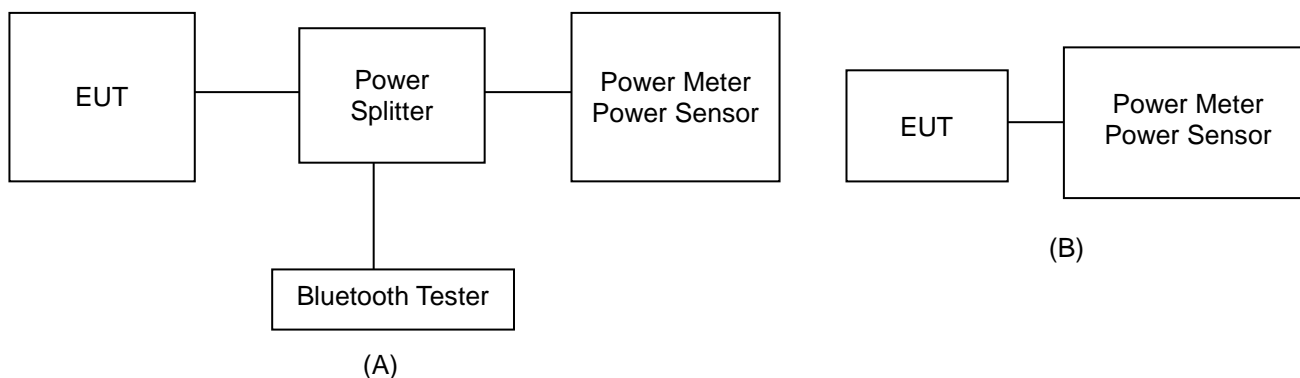 EUT
Power
Splitter
Power Meter
Power Sensor
Bluetooth Tester
(A)
EUT
Power Meter
Power Sensor
(B)